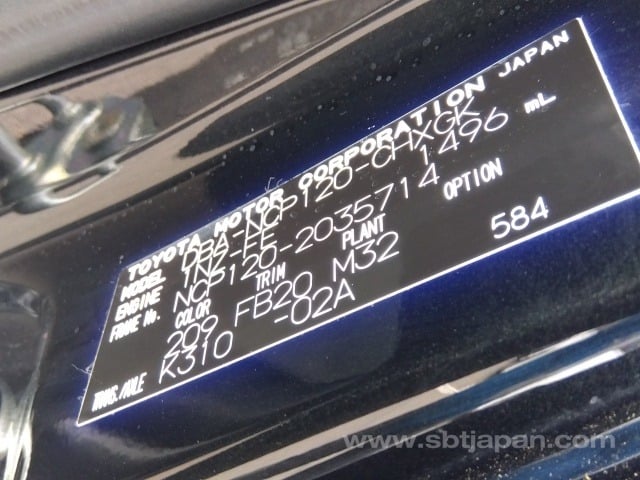 TOYOTA MOTOR CORPORATION JAPAN
MODEL DBA-NCP120-CHXGK
ENGINE 1NZ-FE 1496 mL
FRAME No. NCP120-2035714
COLOR TRIM PLANT OPTION
209 FB20 M32 584
TRANS./AXLE K310 -02A
www.sbtjapan.com